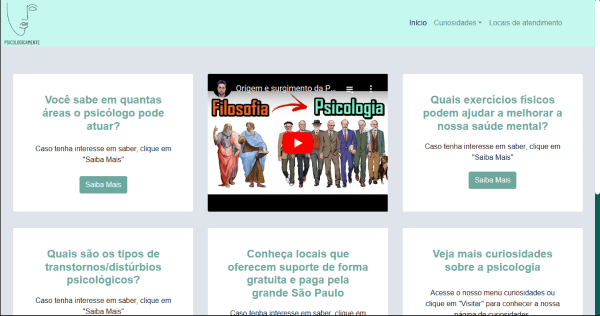 PSICOLOGICAMENTE
Início
Curiosidades
Locais de atendimento
Você sabe em quantas
áreas o psicólogo pode
atuar?
Caso tenha interesse em saber, clique em
"Saiba Mais"
Saiba Mais
Origem e surgimento da P...
Filosofia
Psicologia
Quais exercícios físicos
podem ajudar a melhorar a
nossa saúde mental?
Caso tenha interesse em saber, clique em
"Saiba Mais"
Saiba Mais
Quais são os tipos de
transtornos/distúrbios
psicológicos?
Caso tenha interesse em saber, clique em
"Saiba Mais"
Conheça locais que
oferecem suporte de forma
gratuita e paga pela
grande São Paulo
Caso tenha interesse em saber, clique em
Veja mais curiosidades
sobre a psicologia
Acesse o nosso menu curiosidades ou
clique em "Visitar" para conhecer a nossa
página de curiosidades